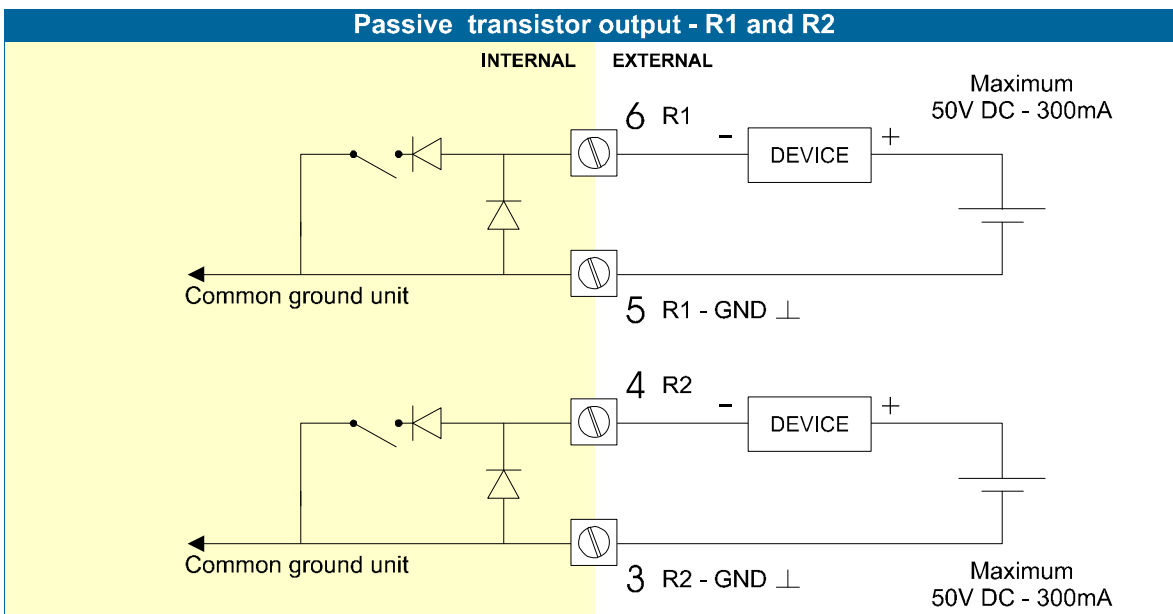 Passive transistor output - R1 and R2
INTERNAL EXTERNAL
Maximum
50V DC - 300mA
6 R1
- DEVICE +
Common ground unit
5 R1 - GND ⊥
4 R2
- DEVICE +
Common ground unit
3 R2 - GND ⊥
Maximum
50V DC - 300mA